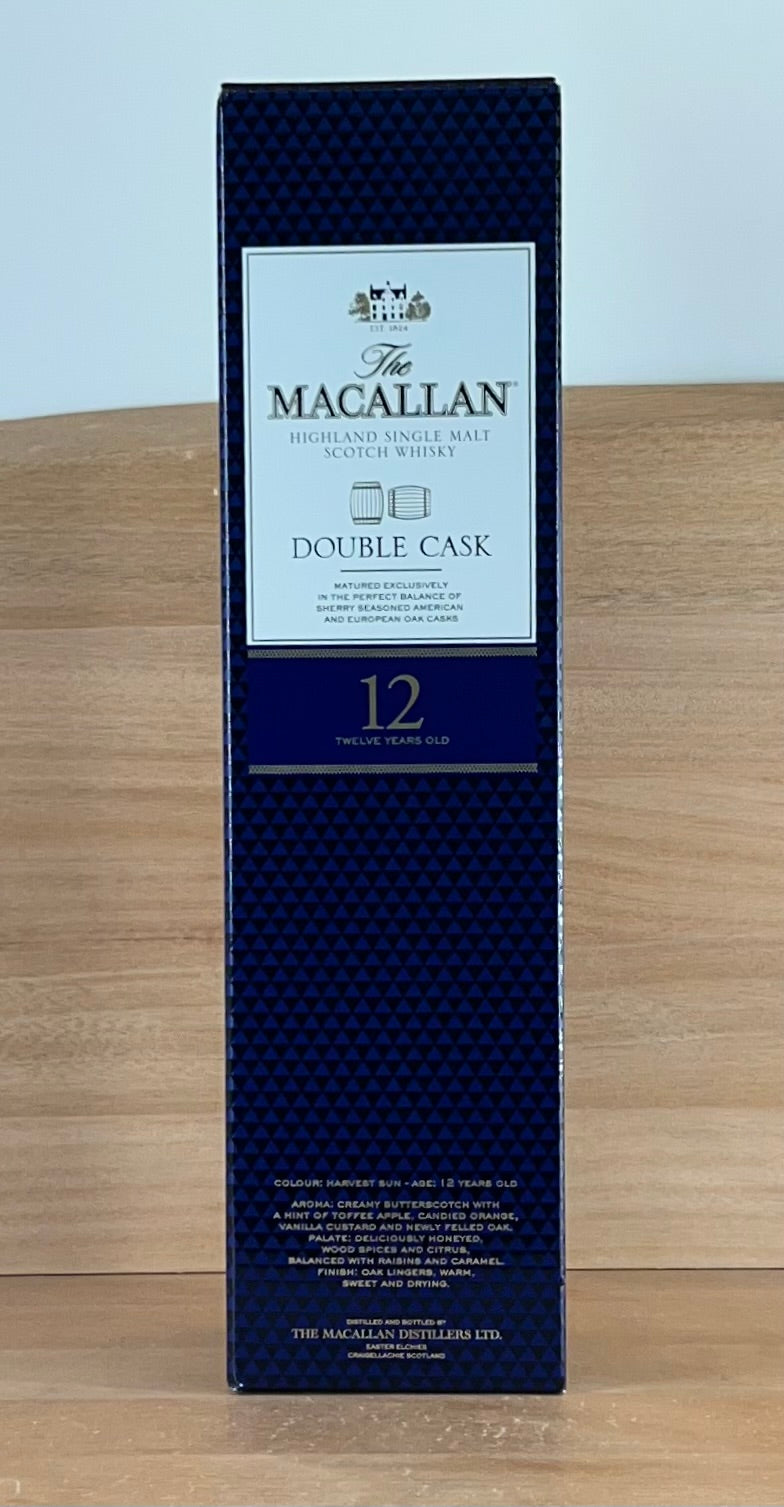 EST. 1824
The
MACALLAN®
HIGHLAND SINGLE MALT
SCOTCH WHISKY
DOUBLE CASK
MATURED EXCLUSIVELY
IN THE PERFECT BALANCE OF
SHERRY SEASONED AMERICAN
AND EUROPEAN OAK CASKS
12
TWELVE YEARS OLD
COLOUR: HARVEST SUN - AGE: 12 YEARS OLD
AROMA: CREAMY BUTTERSCOTCH WITH
A HINT OF TOFFEE APPLE, CANDIED ORANGE,
VANILLA CUSTARD AND NEWLY FELLED OAK.
PALATE: DELICIOUSLY HONEYED,
WOOD SPICES AND CITRUS,
BALANCED WITH RAISINS AND CARAMEL.
FINISH: OAK LINGERS, WARM,
SWEET AND DRYING.
DISTILLED AND BOTTLED BY
THE MACALLAN DISTILLERS LTD.
EASTER ELCHIES
CRAIGELLACHIE SCOTLAND